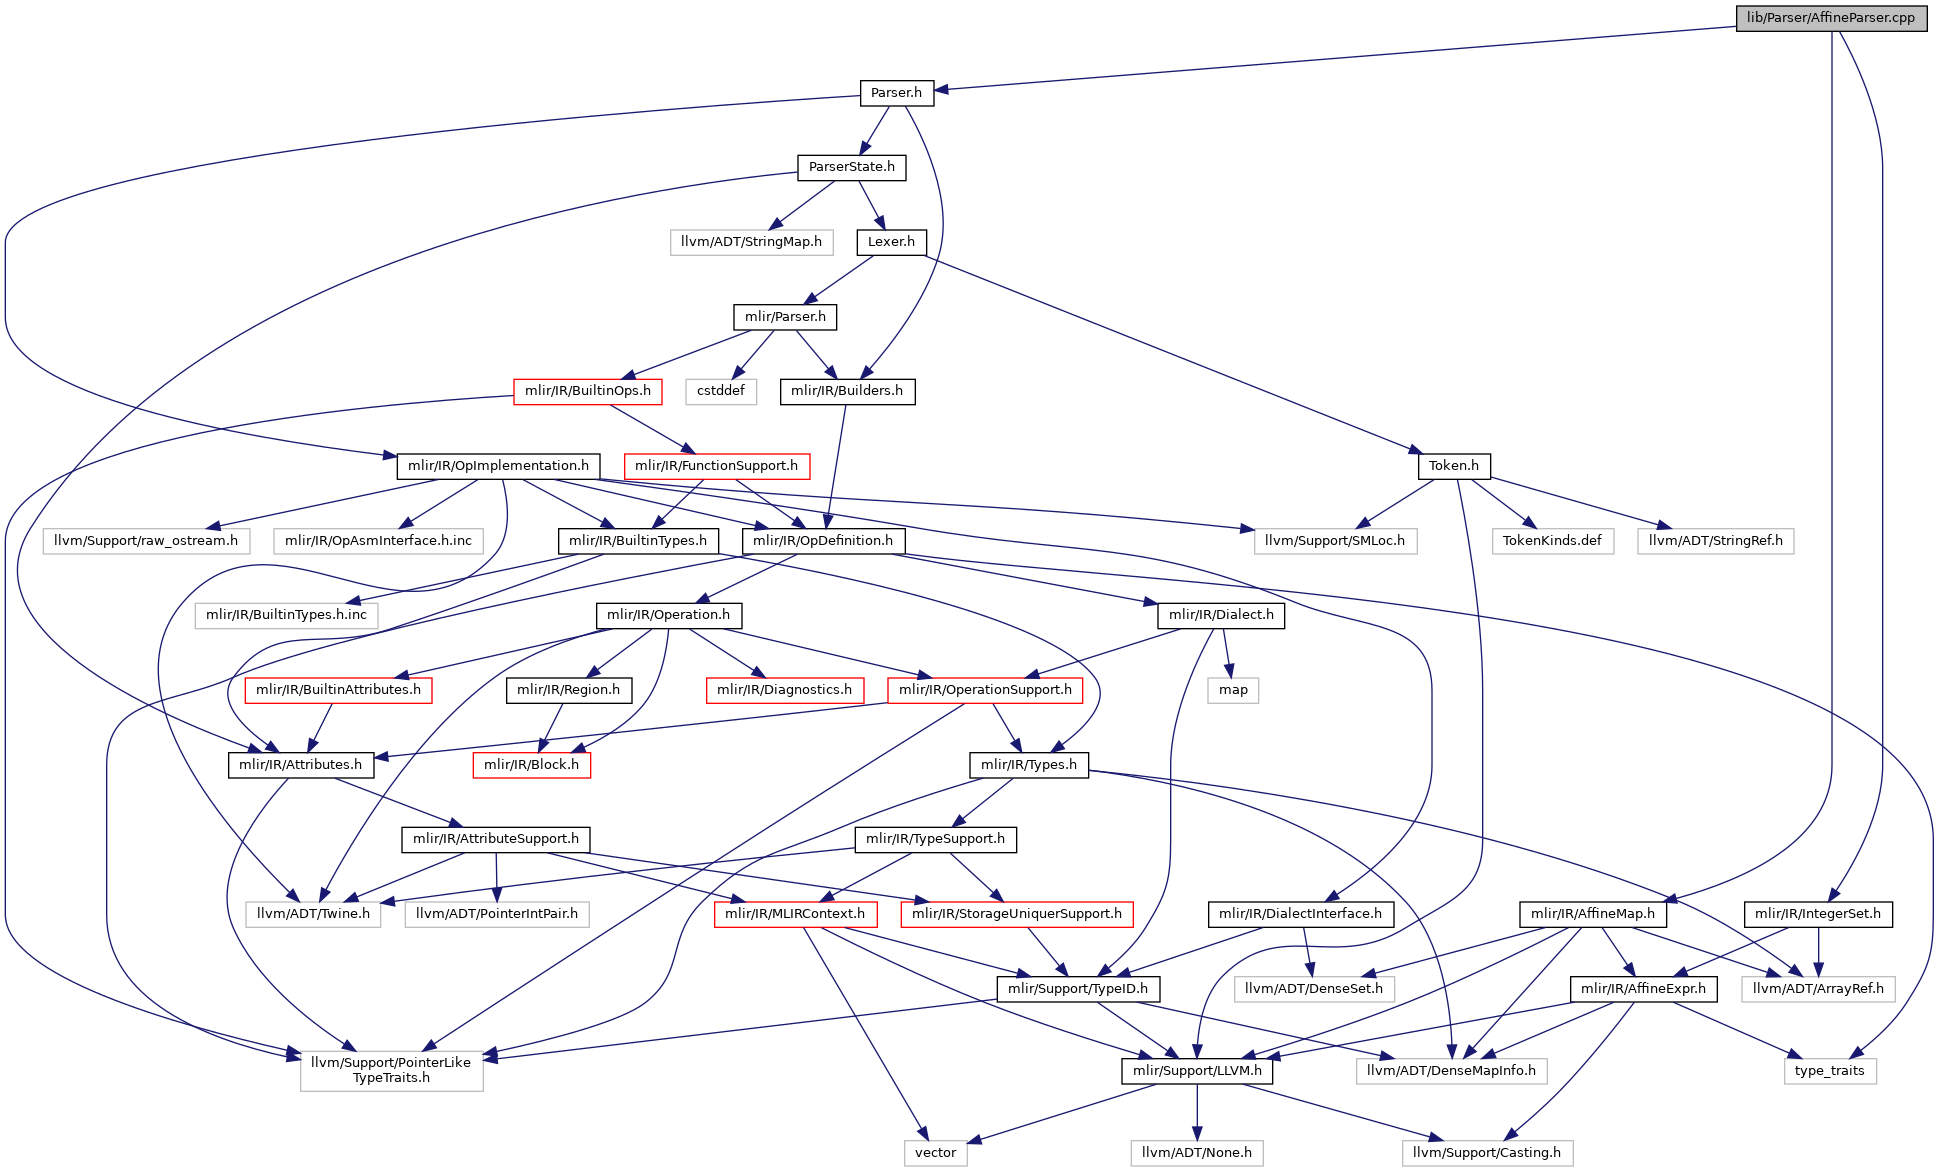 lib/Parser/AffineParser.cpp
Parser.h
ParserState.h
llvm/ADT/StringMap.h
Lexer.h
mlir/Parser.h
mlir/IR/BuiltinOps.h
cstddef
mlir/IR/Builders.h
mlir/IR/OpImplementation.h
mlir/IR/FunctionSupport.h
Token.h
llvm/Support/raw_ostream.h
mlir/IR/OpAsmInterface.h.inc
mlir/IR/BuiltinTypes.h
mlir/IR/OpDefinition.h
llvm/Support/SMLoc.h
TokenKinds.def
llvm/ADT/StringRef.h
mlir/IR/BuiltinTypes.h.inc
mlir/IR/Operation.h
mlir/IR/Dialect.h
mlir/IR/BuiltinAttributes.h
mlir/IR/Region.h
mlir/IR/Diagnostics.h
mlir/IR/OperationSupport.h
map
mlir/IR/Attributes.h
mlir/IR/Block.h
mlir/IR/Types.h
mlir/IR/AttributeSupport.h
mlir/IR/TypeSupport.h
llvm/ADT/Twine.h
llvm/ADT/PointerIntPair.h
mlir/IR/MLIRContext.h
mlir/IR/StorageUniquerSupport.h
mlir/IR/DialectInterface.h
mlir/IR/AffineMap.h
mlir/IR/IntegerSet.h
mlir/Support/TypeID.h
llvm/ADT/DenseSet.h
mlir/IR/AffineExpr.h
llvm/ADT/ArrayRef.h
llvm/Support/PointerLike
TypeTraits.h
mlir/Support/LLVM.h
llvm/ADT/DenseMapInfo.h
type_traits
vector
llvm/ADT/None.h
llvm/Support/Casting.h